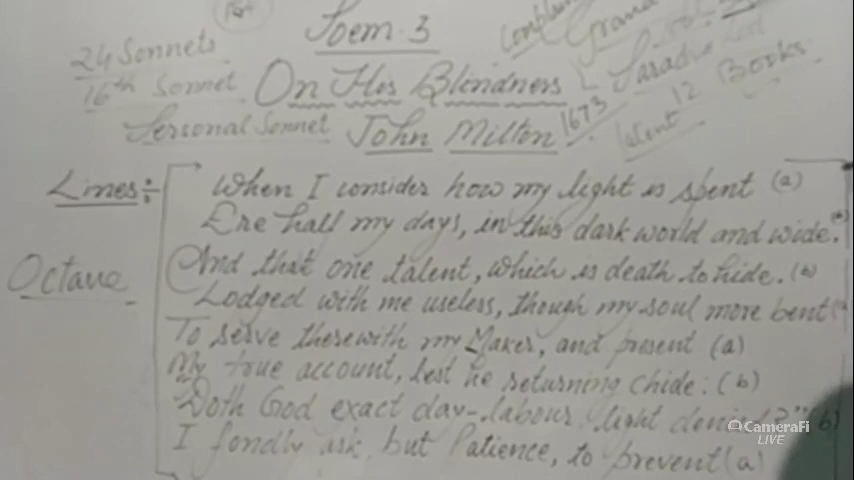 Poem-3
24 Sonnets
16th Sonnet
On His Blindness
Personal Sonnet
John Milton
1673
Grand
Paradise Lost
12 Books
talent
Lines:-
When I consider how my light is spent (a)
Ere half my days, in this dark world and wide.
Octave
And that one talent, which is death to hide. (b)
Lodged with me useless, though my soul more bent
To serve therewith my Maker, and present (a)
My true account, lest he returning chide: (b)
Doth God exact day-labour, light denied?" (b)
I fondly ask, but Patience, to prevent (a)
CameraFi
LIVE